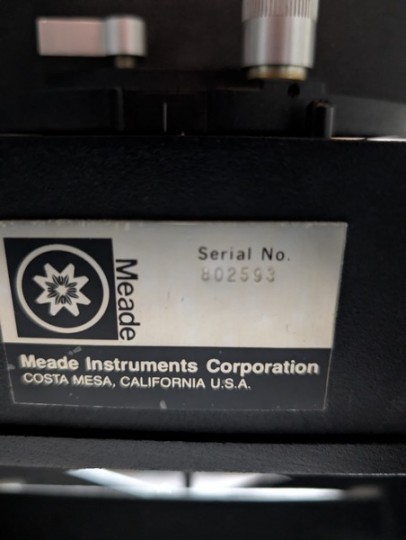 Meade
Serial No.
802593
Meade Instruments Corporation
COSTA MESA, CALIFORNIA U.S.A.